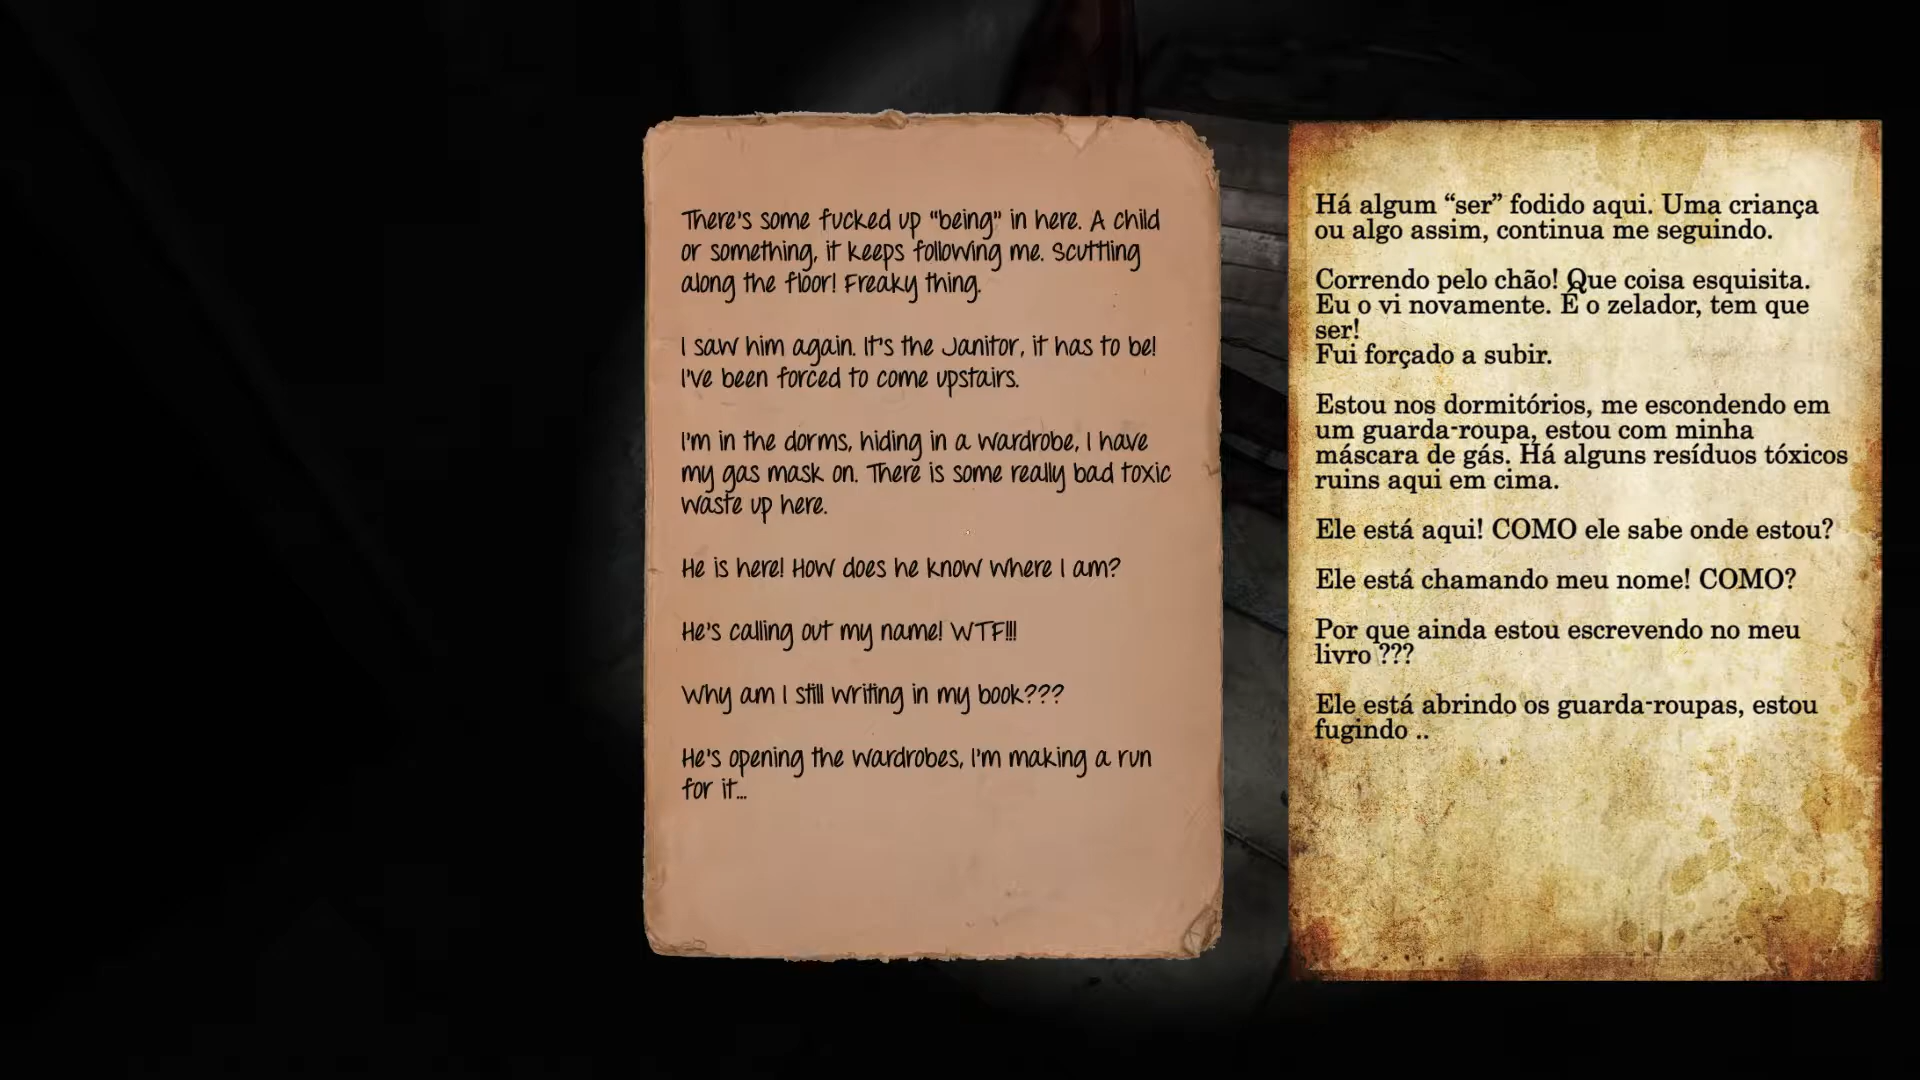 There's some fucked up "being" in here. A child
or something, it keeps following me. Scuttling
along the floor! Freaky thing.
I saw him again. It's the Janitor, it has to be!
I've been forced to come upstairs.
I'm in the dorms, hiding in a wardrobe, I have
my gas mask on. There is some really bad toxic
waste up here.
He is here! How does he know where I am?
He's calling out my name! WTF!!!
Why am I still writing in my book???
He's opening the wardrobes, I'm making a run
for it...
Há algum “ser” fodido aqui. Uma criança
ou algo assim, continua me seguindo.
Correndo pelo chão! Que coisa esquisita.
Eu o vi novamente. É o zelador, tem que
ser!
Fui forçado a subir.
Estou nos dormitórios, me escondendo em
um guarda-roupa, estou com minha
máscara de gás. Há alguns resíduos tóxicos
ruins aqui em cima.
Ele está aqui! COMO ele sabe onde estou?
Ele está chamando meu nome! COMO?
Por que ainda estou escrevendo no meu
livro ???
Ele está abrindo os guarda-roupas, estou
fugindo ..